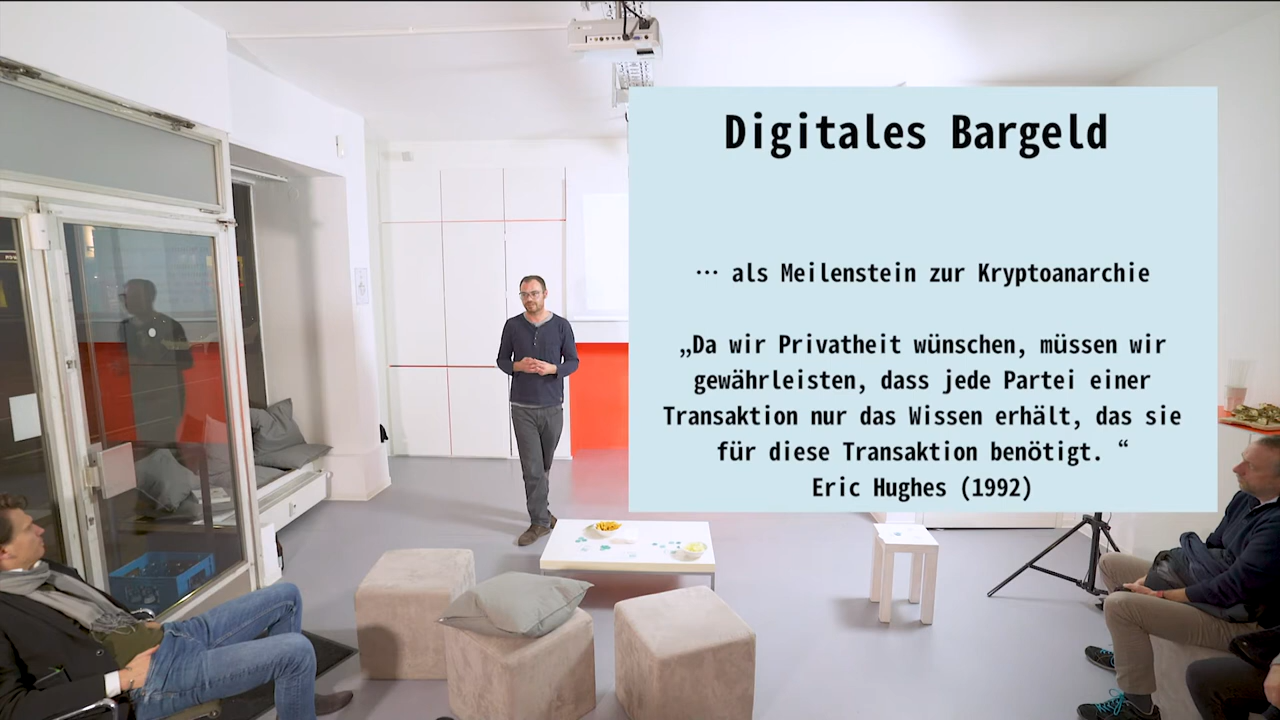 Digitales Bargeld
… als Meilenstein zur Kryptoanarchie
„Da wir Privatheit wünschen, müssen wir
gewährleisten, dass jede Partei einer
Transaktion nur das Wissen erhält, das sie
für diese Transaktion benötigt. “
Eric Hughes (1992)